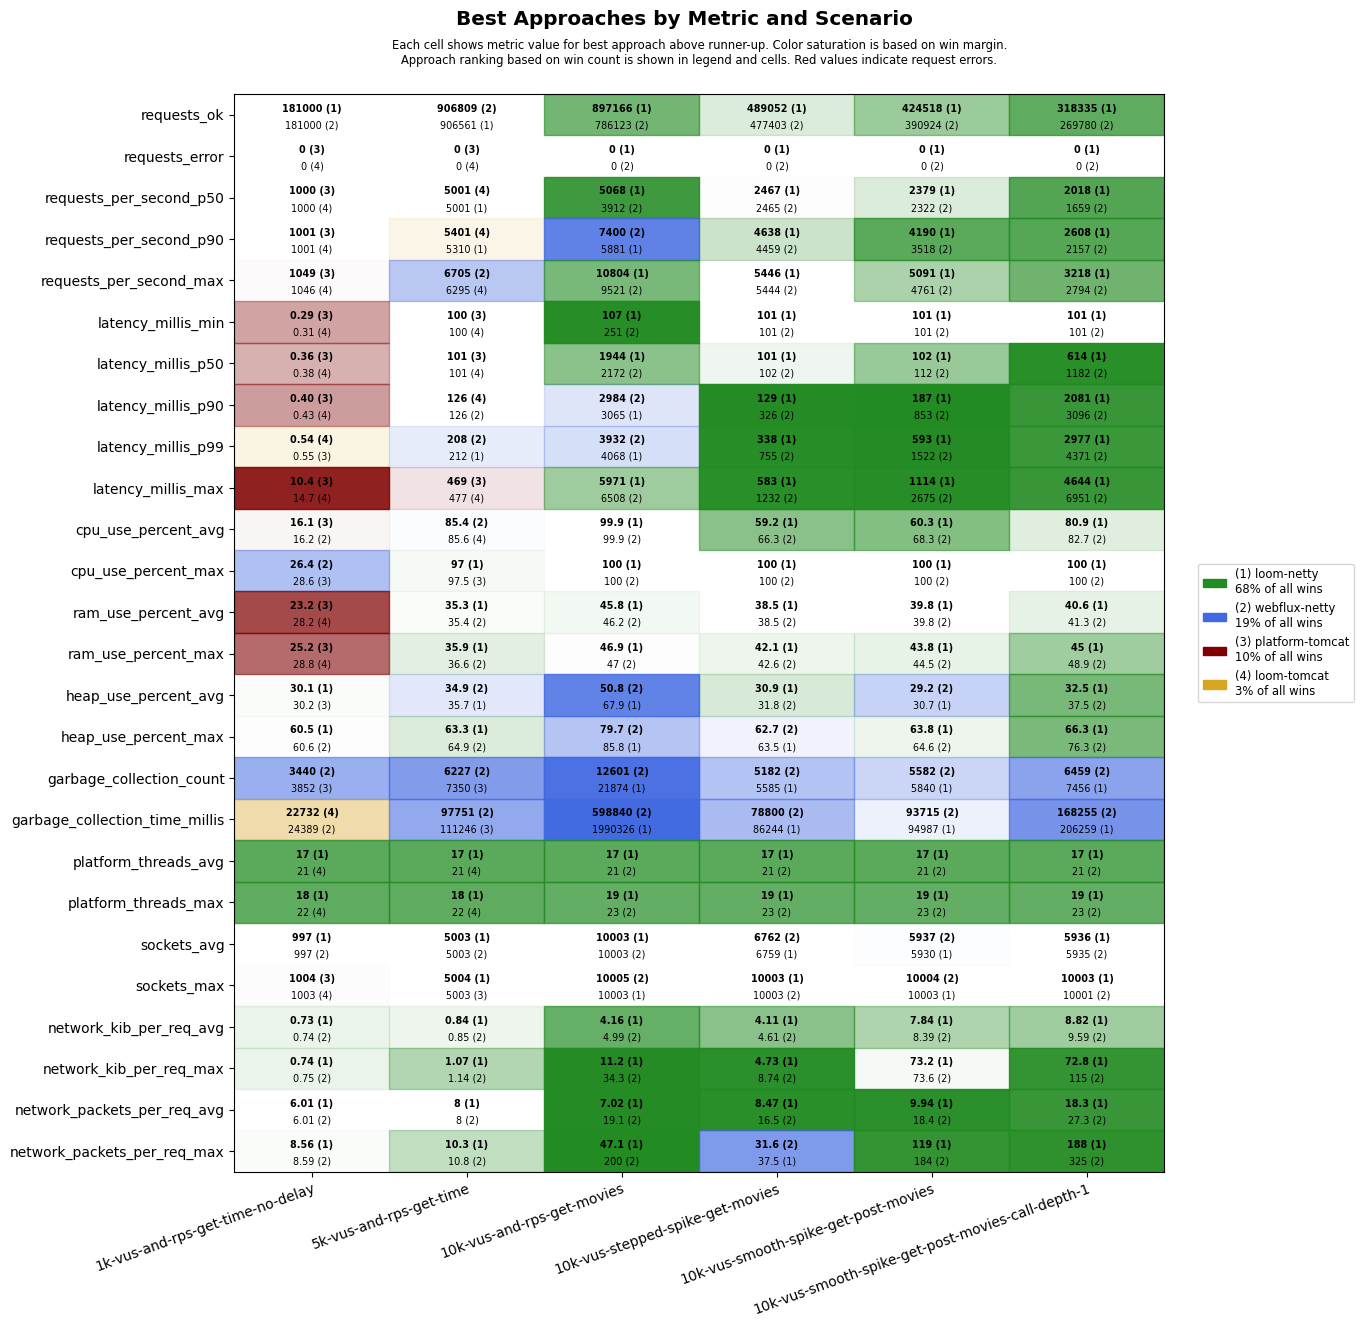 Best Approaches by Metric and Scenario
Each cell shows metric value for best approach above runner-up. Color saturation is based on win margin.
Approach ranking based on win count is shown in legend and cells. Red values indicate request errors.
requests_ok
181000 (1) 906809 (2) 897166 (1) 489052 (1) 424518 (1) 318335 (1)
181000 (2) 906561 (1) 786123 (2) 477403 (2) 390924 (2) 269780 (2)
requests_error
0 (3) 0 (3) 0 (1) 0 (1) 0 (1) 0 (1)
0 (4) 0 (4) 0 (2) 0 (2) 0 (2) 0 (2)
requests_per_second_p50
1000 (3) 5001 (4) 5068 (1) 2467 (1) 2379 (1) 2018 (1)
1000 (4) 5001 (1) 3912 (2) 2465 (2) 2322 (2) 1659 (2)
requests_per_second_p90
1001 (3) 5401 (4) 7400 (2) 4638 (1) 4190 (1) 2608 (1)
1001 (4) 5310 (1) 5881 (1) 4459 (2) 3518 (2) 2157 (2)
requests_per_second_max
1049 (3) 6705 (2) 10804 (1) 5446 (1) 5091 (1) 3218 (1)
1046 (4) 6295 (4) 9521 (2) 5444 (2) 4761 (2) 2794 (2)
latency_millis_min
0.29 (3) 100 (3) 107 (1) 101 (1) 101 (1) 101 (1)
0.31 (4) 100 (4) 251 (2) 101 (2) 101 (2) 101 (2)
latency_millis_p50
0.36 (3) 101 (3) 1944 (1) 101 (1) 102 (1) 614 (1)
0.38 (4) 101 (4) 2172 (2) 102 (2) 112 (2) 1182 (2)
latency_millis_p90
0.40 (3) 126 (4) 2984 (2) 129 (1) 187 (1) 2081 (1)
0.43 (4) 126 (2) 3065 (1) 326 (2) 853 (2) 3096 (2)
latency_millis_p99
0.54 (4) 208 (2) 3932 (2) 338 (1) 593 (1) 2977 (1)
0.55 (3) 212 (1) 4068 (1) 755 (2) 1522 (2) 4371 (2)
latency_millis_max
10.4 (3) 469 (3) 5971 (1) 583 (1) 1114 (1) 4644 (1)
14.7 (4) 477 (4) 6508 (2) 1232 (2) 2675 (2) 6951 (2)
cpu_use_percent_avg
16.1 (3) 85.4 (2) 99.9 (1) 59.2 (1) 60.3 (1) 80.9 (1)
16.2 (2) 85.6 (4) 99.9 (2) 66.3 (2) 68.3 (2) 82.7 (2)
cpu_use_percent_max
26.4 (2) 97 (1) 100 (1) 100 (1) 100 (1) 100 (1)
28.6 (3) 97.5 (3) 100 (2) 100 (2) 100 (2) 100 (2)
ram_use_percent_avg
23.2 (3) 35.3 (1) 45.8 (1) 38.5 (1) 39.8 (1) 40.6 (1)
28.2 (4) 35.4 (2) 46.2 (2) 38.5 (2) 39.8 (2) 41.3 (2)
ram_use_percent_max
25.2 (3) 35.9 (1) 46.9 (1) 42.1 (1) 43.8 (1) 45 (1)
28.8 (4) 36.6 (2) 47 (2) 42.6 (2) 44.5 (2) 48.9 (2)
heap_use_percent_avg
30.1 (1) 34.9 (2) 50.8 (2) 30.9 (1) 29.2 (2) 32.5 (1)
30.2 (3) 35.7 (1) 67.9 (1) 31.8 (2) 30.7 (1) 37.5 (2)
heap_use_percent_max
60.5 (1) 63.3 (1) 79.7 (2) 62.7 (2) 63.8 (1) 66.3 (1)
60.6 (2) 64.9 (2) 85.8 (1) 63.5 (1) 64.6 (2) 76.3 (2)
garbage_collection_count
3440 (2) 6227 (2) 12601 (2) 5182 (2) 5582 (2) 6459 (2)
3852 (3) 7350 (3) 21874 (1) 5585 (1) 5840 (1) 7456 (1)
garbage_collection_time_millis
22732 (4) 97751 (2) 598840 (2) 78800 (2) 93715 (2) 168255 (2)
24389 (2) 111246 (3) 1990326 (1) 86244 (1) 94987 (1) 206259 (1)
platform_threads_avg
17 (1) 17 (1) 17 (1) 17 (1) 17 (1) 17 (1)
21 (4) 21 (4) 21 (2) 21 (2) 21 (2) 21 (2)
platform_threads_max
18 (1) 18 (1) 19 (1) 19 (1) 19 (1) 19 (1)
22 (4) 22 (4) 23 (2) 23 (2) 23 (2) 23 (2)
sockets_avg
997 (1) 5003 (1) 10003 (1) 6762 (2) 5937 (2) 5936 (1)
997 (2) 5003 (2) 10003 (2) 6759 (1) 5930 (1) 5935 (2)
sockets_max
1004 (3) 5004 (1) 10005 (2) 10003 (1) 10004 (2) 10003 (1)
1003 (4) 5003 (3) 10003 (1) 10003 (2) 10003 (1) 10001 (2)
network_kib_per_req_avg
0.73 (1) 0.84 (1) 4.16 (1) 4.11 (1) 7.84 (1) 8.82 (1)
0.74 (2) 0.85 (2) 4.99 (2) 4.61 (2) 8.39 (2) 9.59 (2)
network_kib_per_req_max
0.74 (1) 1.07 (1) 11.2 (1) 4.73 (1) 73.2 (1) 72.8 (1)
0.75 (2) 1.14 (2) 34.3 (2) 8.74 (2) 73.6 (2) 115 (2)
network_packets_per_req_avg
6.01 (1) 8 (1) 7.02 (1) 8.47 (1) 9.94 (1) 18.3 (1)
6.01 (2) 8 (2) 19.1 (2) 16.5 (2) 18.4 (2) 27.3 (2)
network_packets_per_req_max
8.56 (1) 10.3 (1) 47.1 (1) 31.6 (2) 119 (1) 188 (1)
8.59 (2) 10.8 (2) 200 (2) 37.5 (1) 184 (2) 325 (2)
1k-vus-and-rps-get-time-no-delay
5k-vus-and-rps-get-time
10k-vus-and-rps-get-movies
10k-vus-stepped-spike-get-movies
10k-vus-smooth-spike-get-post-movies
10k-vus-smooth-spike-get-post-movies-call-depth-1
(1) loom-netty
68% of all wins
(2) webflux-netty
19% of all wins
(3) platform-tomcat
10% of all wins
(4) loom-tomcat
3% of all wins